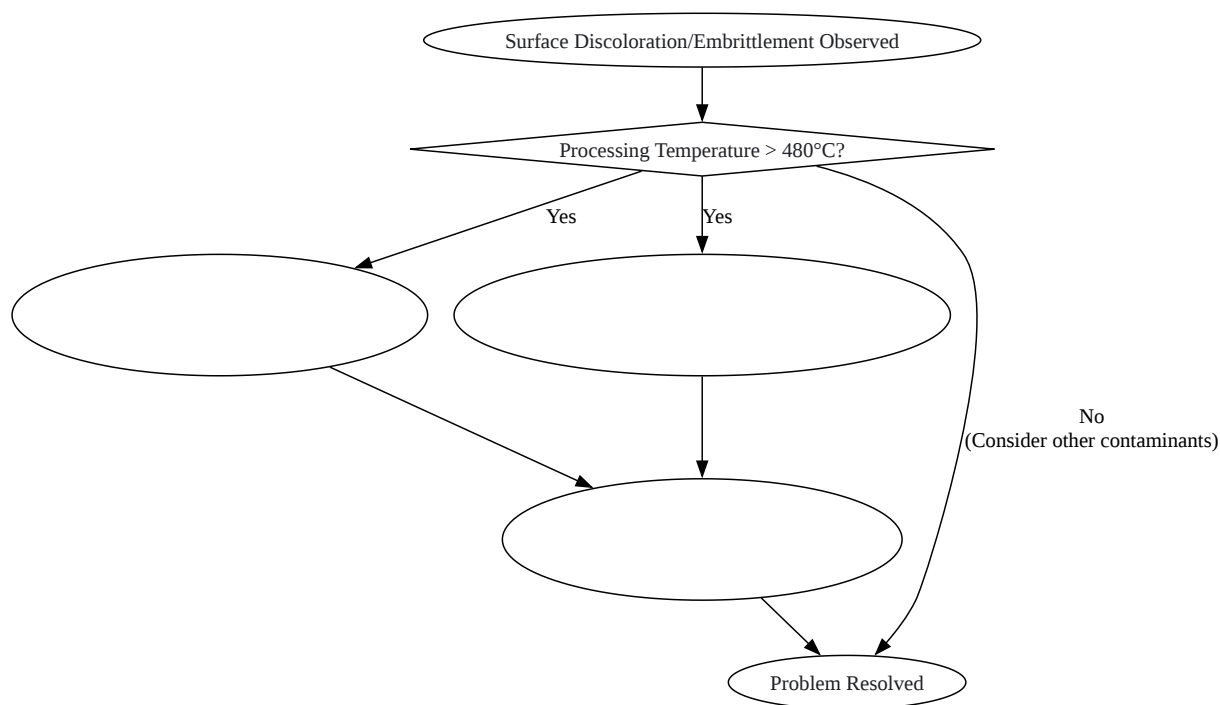 Surface Discoloration/Embrittlement Observed
Processing Temperature > 480°C?
Yes
Yes
No
(Consider other contaminants)
Problem Resolved